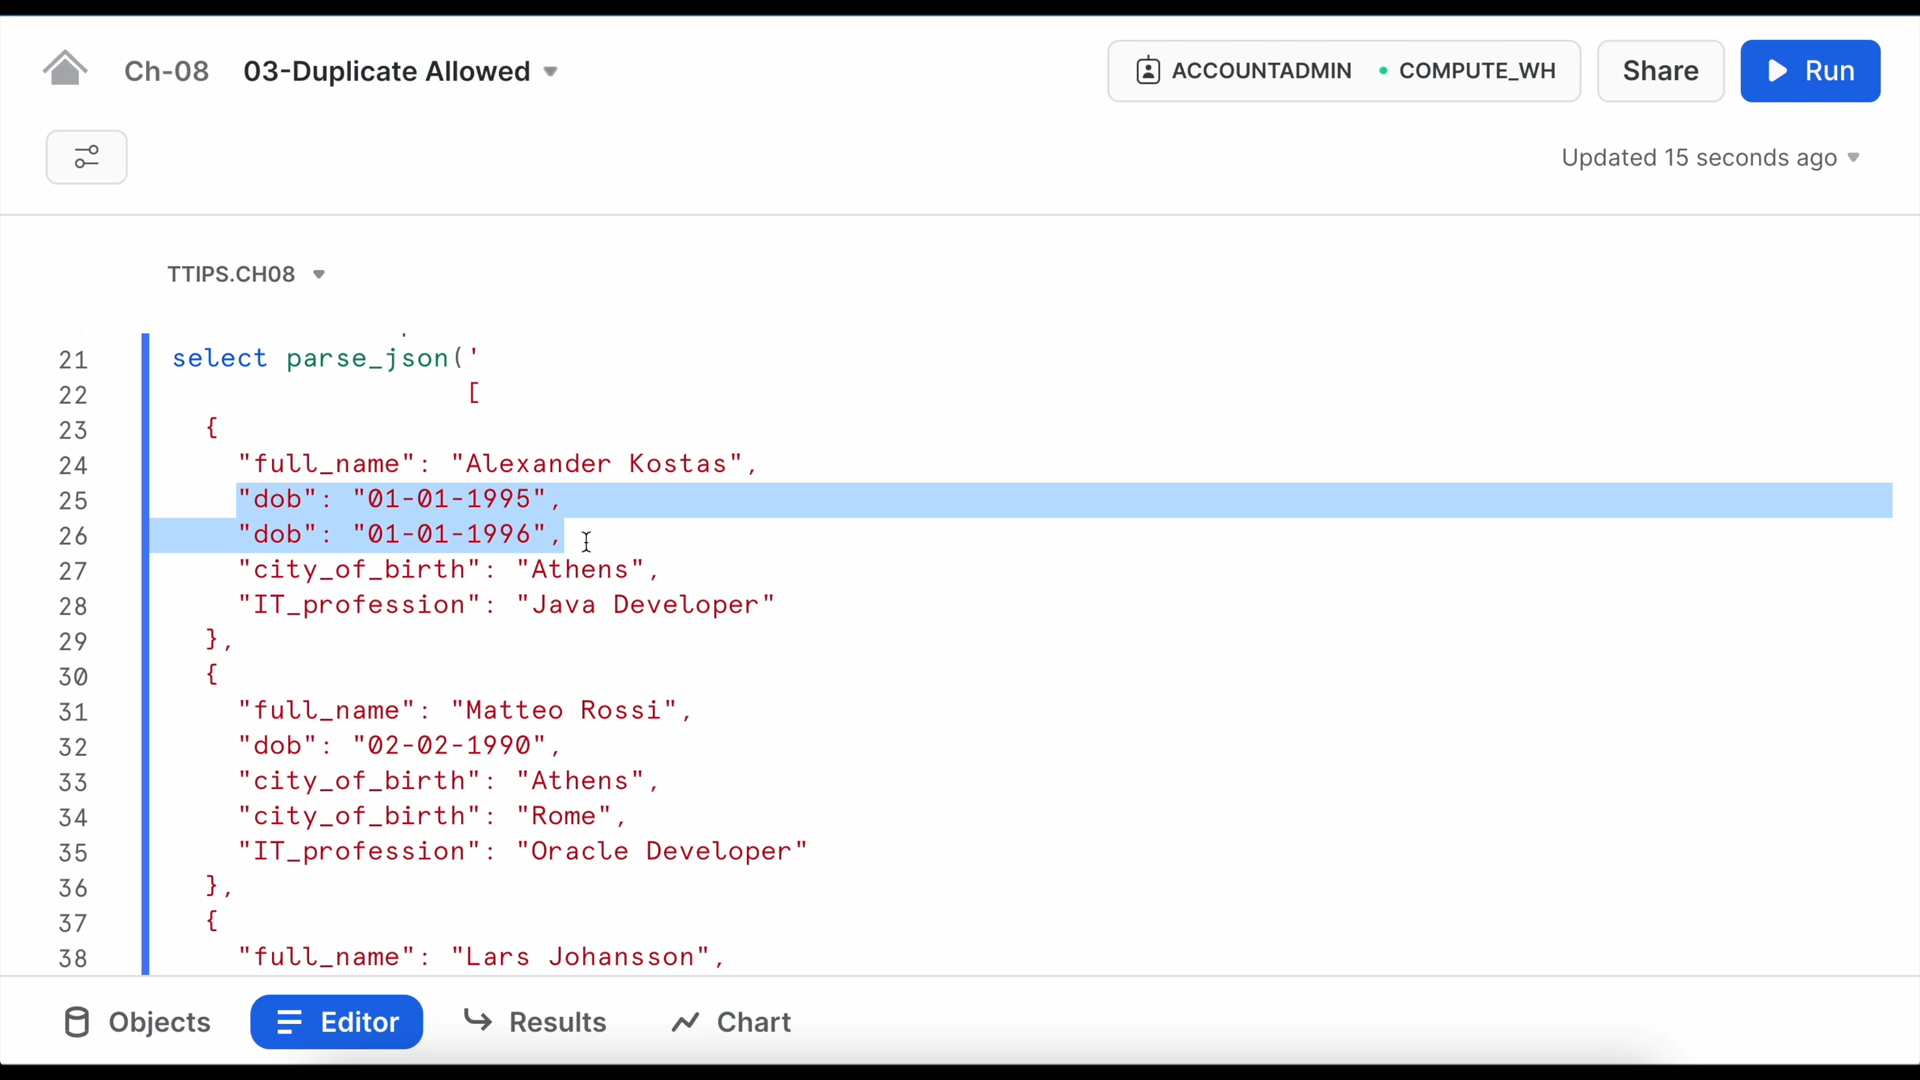 Ch-08 03-Duplicate Allowed ACCOUNTADMIN COMPUTE_WH Share Run
Updated 15 seconds ago
TTIPS.CH08
21 select parse_json('
22 [
23 {
24 "full_name": "Alexander Kostas",
25 "dob": "01-01-1995",
26 "dob": "01-01-1996",
27 "city_of_birth": "Athens",
28 "IT_profession": "Java Developer"
29 },
30 {
31 "full_name": "Matteo Rossi",
32 "dob": "02-02-1990",
33 "city_of_birth": "Athens",
34 "city_of_birth": "Rome",
35 "IT_profession": "Oracle Developer"
36 },
37 {
38 "full_name": "Lars Johansson",
Objects Editor Results Chart